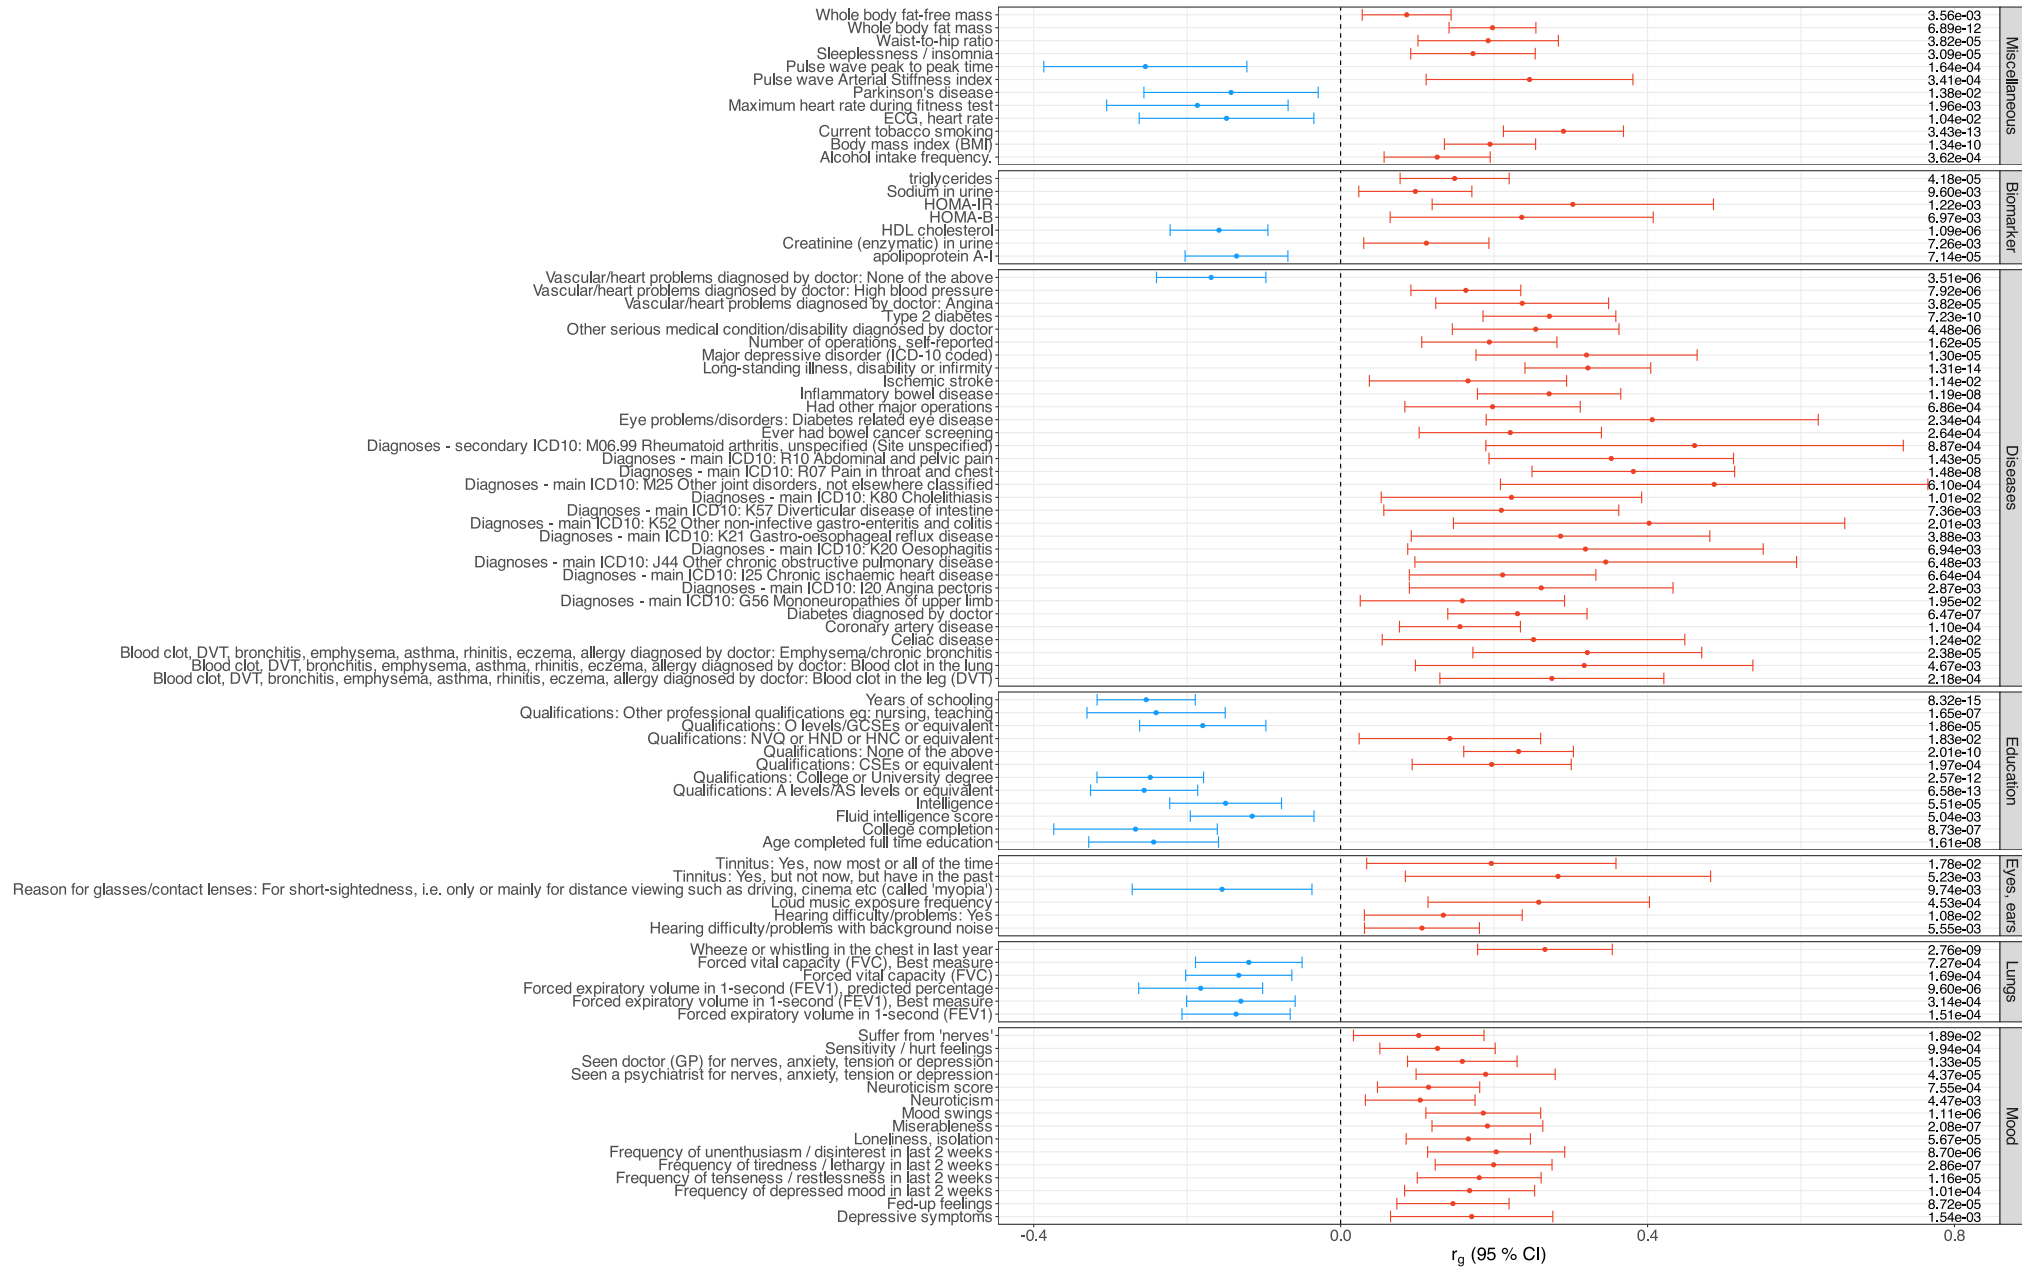 Whole body fat-free mass 3.56e-03
Whole body fat mass 6.89e-12
Waist-to-hip ratio 3.82e-05
Sleeplessness / insomnia 3.09e-05
Pulse wave peak to peak time 1.64e-04
Pulse wave Arterial Stiffness index 3.41e-04
Parkinson's disease 1.38e-02
Maximum heart rate during fitness test 1.96e-03
ECG, heart rate 1.04e-02
Current tobacco smoking 3.43e-13
Body mass index (BMI) 1.34e-10
Alcohol intake frequency. 3.62e-04
Miscellaneous
triglycerides 4.18e-05
Sodium in urine 9.60e-03
HOMA-IR 1.22e-03
HOMA-B 6.97e-03
HDL cholesterol 1.09e-06
Creatinine (enzymatic) in urine 7.26e-03
apolipoprotein A-I 7.14e-05
Biomarker
Vascular/heart problems diagnosed by doctor: None of the above 3.51e-06
Vascular/heart problems diagnosed by doctor: High blood pressure 7.92e-06
Vascular/heart problems diagnosed by doctor: Angina 3.82e-05
Type 2 diabetes 7.23e-10
Other serious medical condition/disability diagnosed by doctor 4.48e-06
Number of operations, self-reported 1.62e-05
Major depressive disorder (ICD-10 coded) 1.30e-05
Long-standing illness, disability or infirmity 1.31e-14
Ischemic stroke 1.14e-02
Inflammatory bowel disease 1.19e-08
Had other major operations 6.86e-04
Eye problems/disorders: Diabetes related eye disease 2.34e-04
Ever had bowel cancer screening 2.64e-04
Diagnoses - secondary ICD10: M06.99 Rheumatoid arthritis, unspecified (Site unspecified) 8.87e-04
Diagnoses - main ICD10: R10 Abdominal and pelvic pain 1.43e-05
Diagnoses - main ICD10: R07 Pain in throat and chest 1.48e-08
Diagnoses - main ICD10: M25 Other joint disorders, not elsewhere classified 6.10e-04
Diagnoses - main ICD10: K80 Cholelithiasis 1.01e-02
Diagnoses - main ICD10: K57 Diverticular disease of intestine 7.36e-03
Diagnoses - main ICD10: K52 Other non-infective gastro-enteritis and colitis 2.01e-03
Diagnoses - main ICD10: K21 Gastro-oesophageal reflux disease 3.88e-03
Diagnoses - main ICD10: K20 Oesophagitis 6.94e-03
Diagnoses - main ICD10: J44 Other chronic obstructive pulmonary disease 6.48e-03
Diagnoses - main ICD10: I25 Chronic ischaemic heart disease 6.64e-04
Diagnoses - main ICD10: I20 Angina pectoris 2.87e-03
Diagnoses - main ICD10: G56 Mononeuropathies of upper limb 1.95e-02
Diabetes diagnosed by doctor 6.47e-07
Coronary artery disease 1.10e-04
Celiac disease 1.24e-02
Blood clot, DVT, bronchitis, emphysema, asthma, rhinitis, eczema, allergy diagnosed by doctor: Emphysema/chronic bronchitis 2.38e-05
Blood clot, DVT, bronchitis, emphysema, asthma, rhinitis, eczema, allergy diagnosed by doctor: Blood clot in the lung 4.67e-03
Blood clot, DVT, bronchitis, emphysema, asthma, rhinitis, eczema, allergy diagnosed by doctor: Blood clot in the leg (DVT) 2.18e-04
Diseases
Years of schooling 8.32e-15
Qualifications: Other professional qualifications eg: nursing, teaching 1.65e-07
Qualifications: O levels/GCSEs or equivalent 1.86e-05
Qualifications: NVQ or HND or HNC or equivalent 1.83e-02
Qualifications: None of the above 2.01e-10
Qualifications: CSEs or equivalent 1.97e-04
Qualifications: College or University degree 2.57e-12
Qualifications: A levels/AS levels or equivalent 6.58e-13
Intelligence 5.51e-05
Fluid intelligence score 5.04e-03
College completion 8.73e-07
Age completed full time education 1.61e-08
Education
Tinnitus: Yes, now most or all of the time 1.78e-02
Tinnitus: Yes, but not now, but have in the past 5.23e-03
Reason for glasses/contact lenses: For short-sightedness, i.e. only or mainly for distance viewing such as driving, cinema etc (called 'myopia') 9.74e-03
Loud music exposure frequency 4.53e-04
Hearing difficulty/problems: Yes 1.08e-02
Hearing difficulty/problems with background noise 5.55e-03
Eyes, ears
Wheeze or whistling in the chest in last year 2.76e-09
Forced vital capacity (FVC), Best measure 7.27e-04
Forced vital capacity (FVC) 1.69e-04
Forced expiratory volume in 1-second (FEV1), predicted percentage 9.60e-06
Forced expiratory volume in 1-second (FEV1), Best measure 3.14e-04
Forced expiratory volume in 1-second (FEV1) 1.51e-04
Lungs
Suffer from 'nerves' 1.89e-02
Sensitivity / hurt feelings 9.94e-04
Seen doctor (GP) for nerves, anxiety, tension or depression 1.33e-05
Seen a psychiatrist for nerves, anxiety, tension or depression 4.37e-05
Neuroticism score 7.55e-04
Neuroticism 4.47e-03
Mood swings 1.11e-06
Miserableness 2.08e-07
Loneliness, isolation 5.67e-05
Frequency of unenthusiasm / disinterest in last 2 weeks 8.70e-06
Frequency of tiredness / lethargy in last 2 weeks 2.86e-07
Frequency of tenseness / restlessness in last 2 weeks 1.16e-05
Frequency of depressed mood in last 2 weeks 1.01e-04
Fed-up feelings 8.72e-05
Depressive symptoms 1.54e-03
Mood
-0.4 0.0 0.4 0.8
rg (95 % CI)